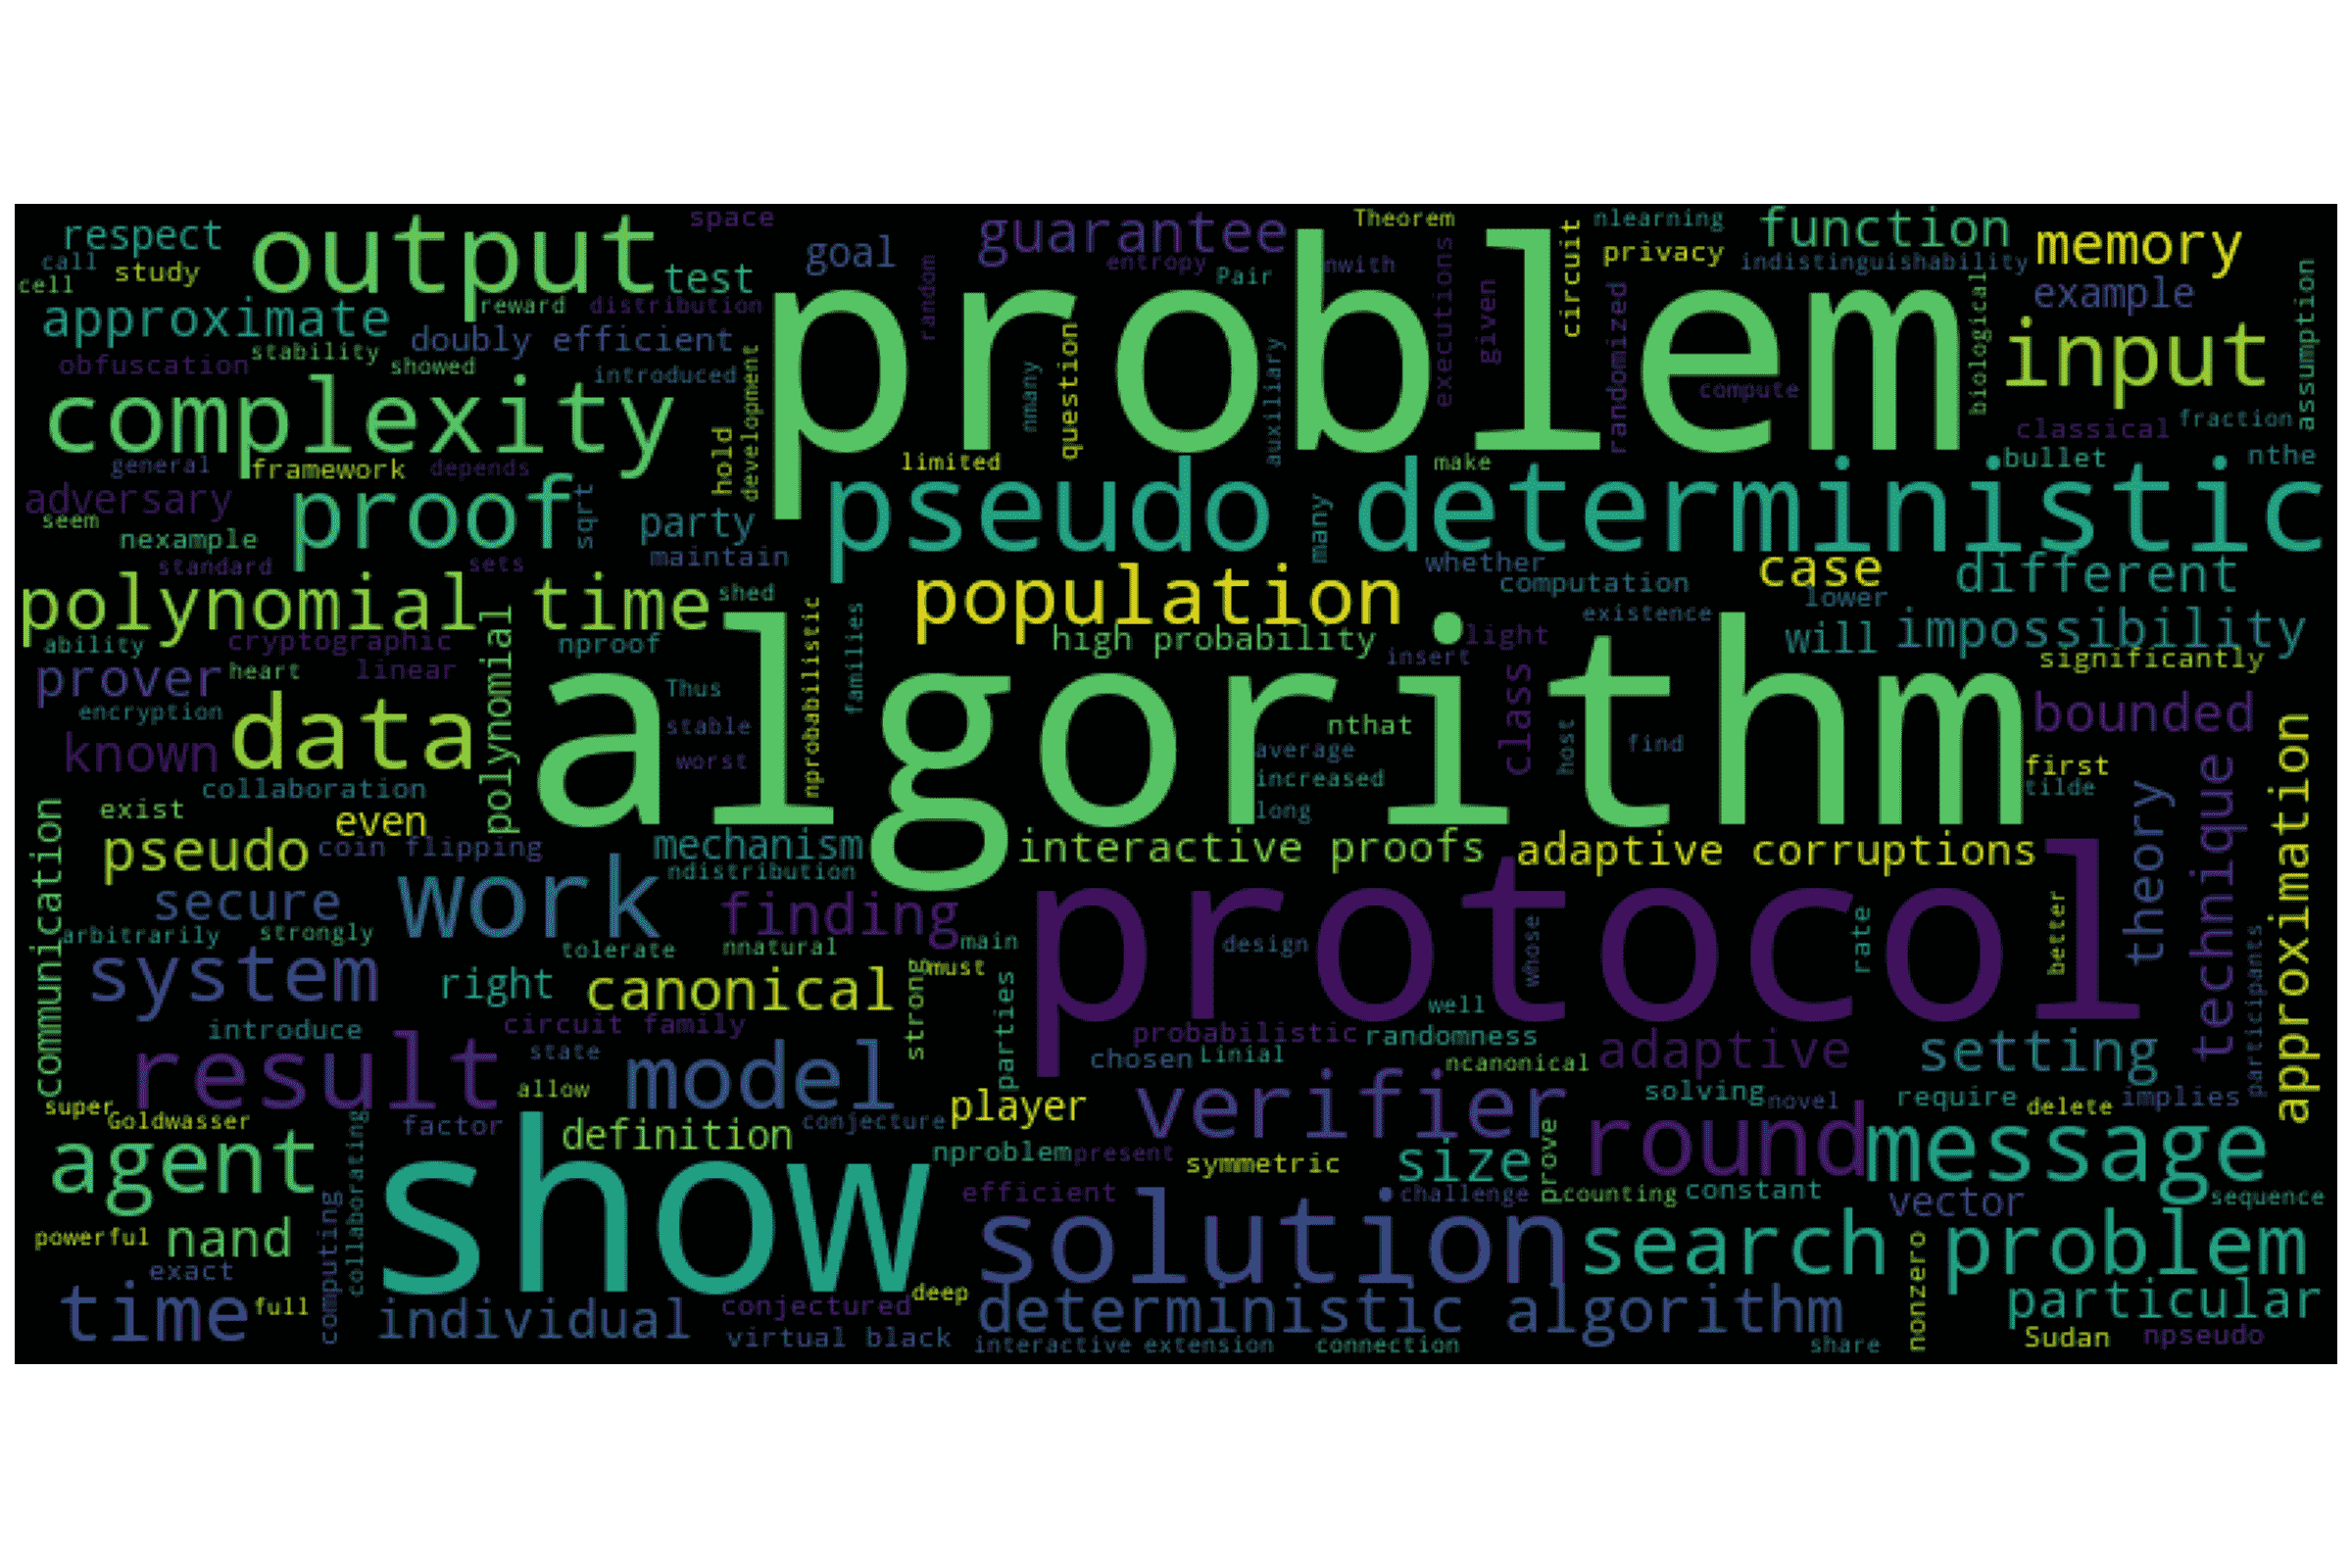 respect
output
space
guarantee
Theorem
nlearning
function
memory
call
study
cell
test
goal
entropy
Pair
nwith
privacy
indistinguishability
approximate
reward
distribution
random
problem
executions
given
circuit
randomized
biological
example
assumption
doubly efficient
obfuscation
stability
showed
introduced
development
nmany
question
auxiliary
compute
input
complexity
hold
classical
fraction
general
framework
depends
limited
make
bullet
nthe
adversary
seem
proof
sqrt
party
pseudo deterministic
many
nexample
maintain
standard
sets
whether
case
different
polynomial time
shed
population
computation
lower
existence
ability
cryptographic
nproof
nprobabilistic
families
high probability
light
will
impossibility
prover
heart
linear
polynomial
algorithm
insert
significantly
encryption
Thus
class
bounded
known
data
stable
nthat
host
find
worst
average
first
collaboration
increased
tilde
exist
long
theory
technique
approximation
communication
even
pseudo
coin flipping
mechanism
interactive proofs
adaptive corruptions
ndistribution
secure
work
finding
protocol
arbitrarily
strongly
tolerate
nnatural
main
design
whose
rate
better
participants
system
right
canonical
strong
must
parties
well
introduce
circuit family
probabilistic
randomness
result
state
model
chosen
Linial
ncanonical
adaptive
setting
allow
player
verifier
solving
novel
require
delete
implies
super
Goldwasser
collaborating
factor
definition
conjecture
agent
show
nproblem
present
symmetric
size
prove
round
message
efficient
challenge
counting
constant
vector
sequence
powerful
nand
computing
solution
search
problem
nonzero
exact
time
full
individual
conjectured
deep
deterministic algorithm
particular
virtual black
interactive
extension
connection
share
Sudan
npseudo